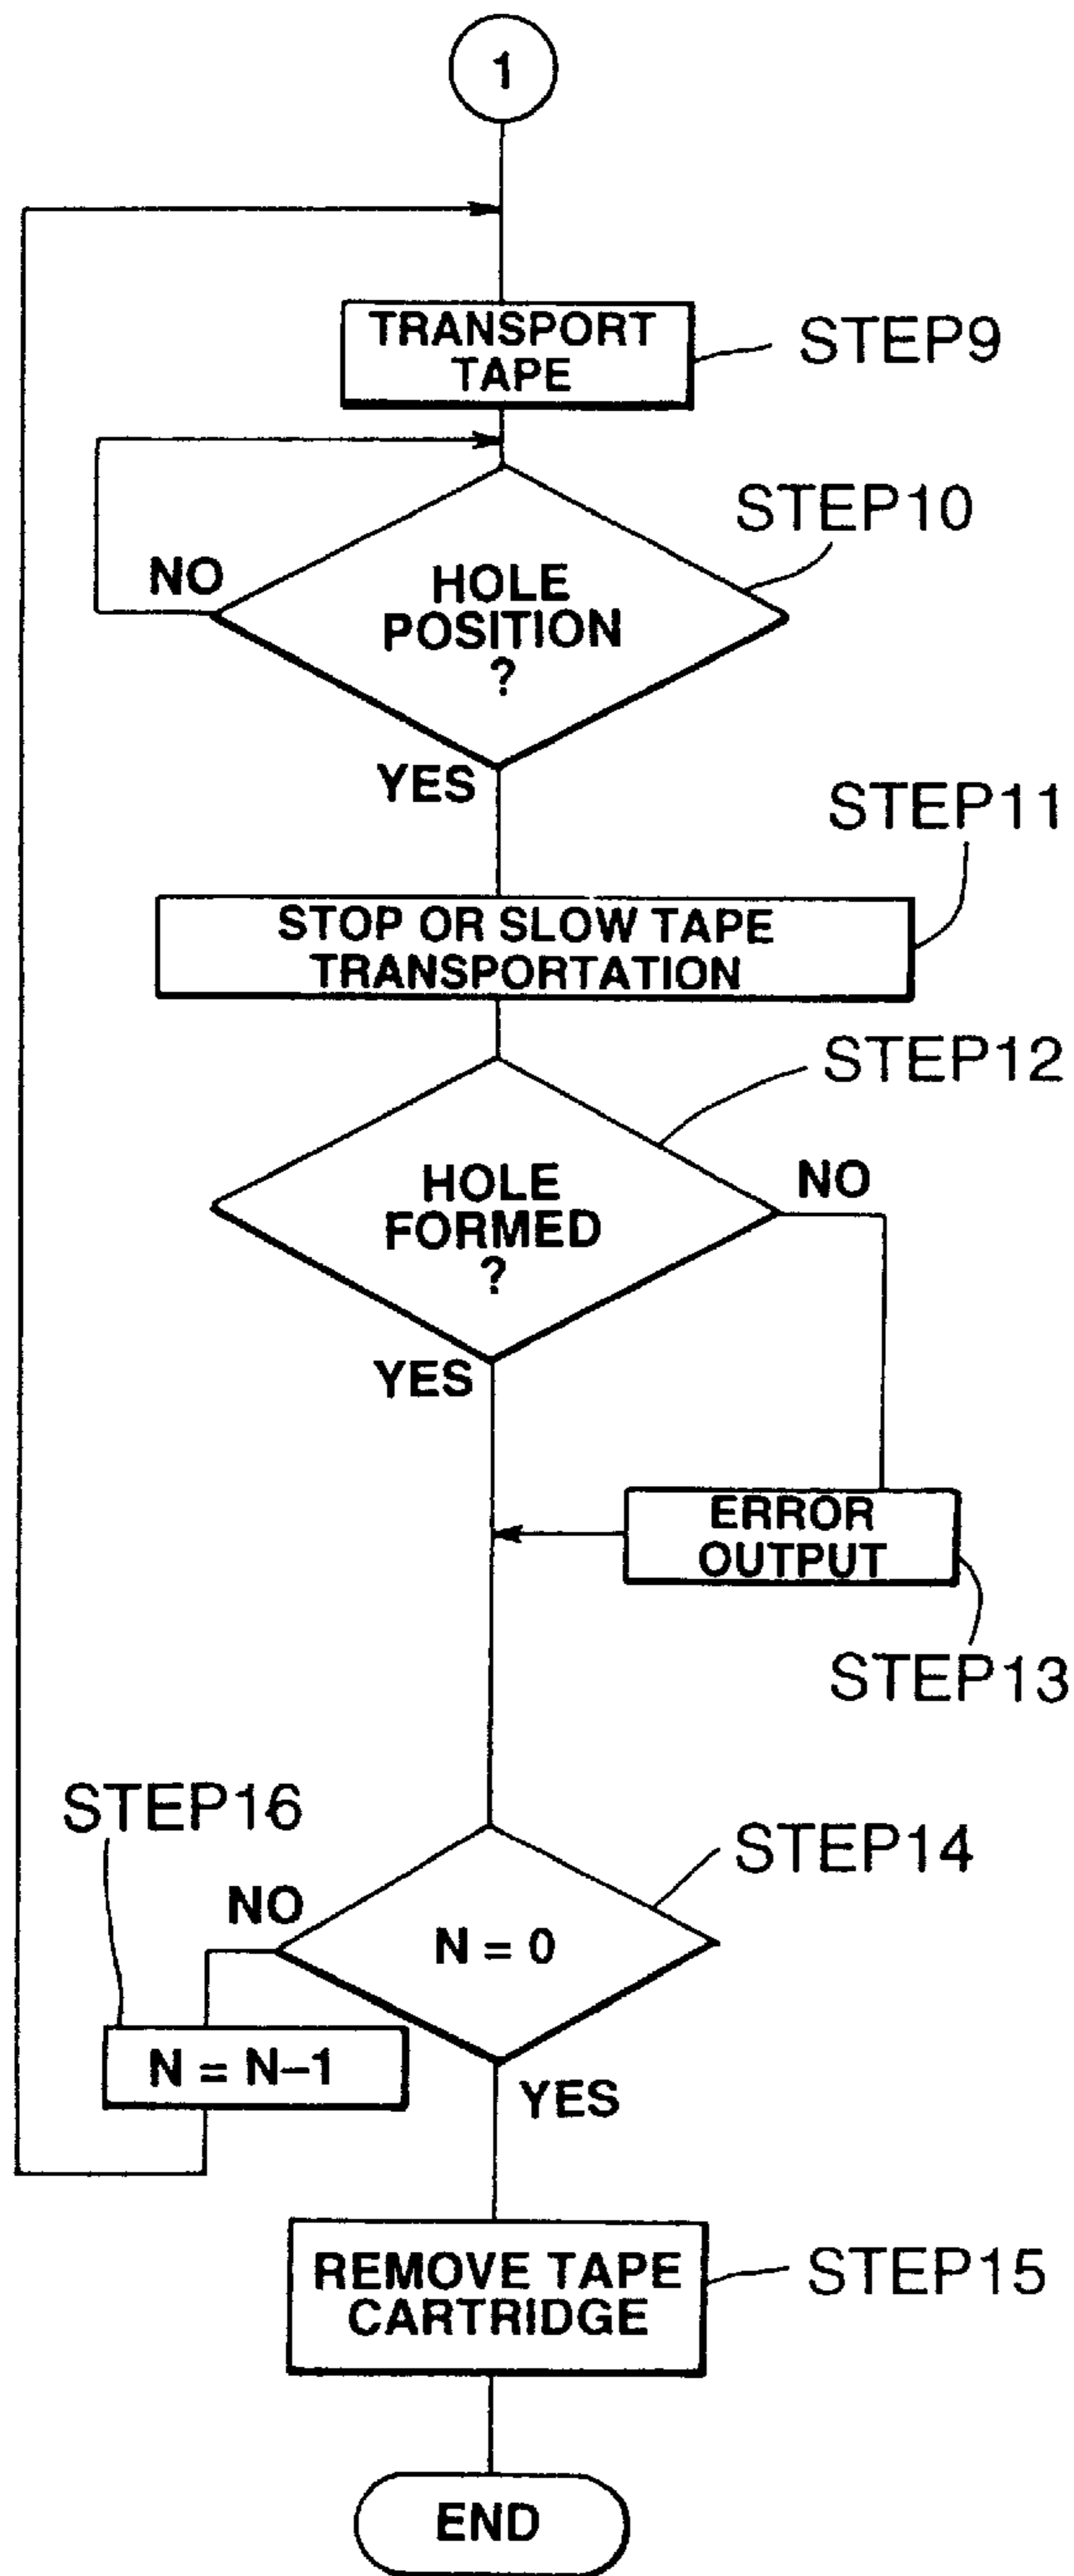 1
TRANSPORT
TAPE
STEP9
STEP10
NO
HOLE
POSITION
?
YES
STEP11
STOP OR SLOW TAPE
TRANSPORTATION
STEP12
HOLE
FORMED
?
NO
YES
ERROR
OUTPUT
STEP13
STEP16
STEP14
NO
N = 0
N = N–1
YES
REMOVE TAPE
CARTRIDGE
STEP15
END